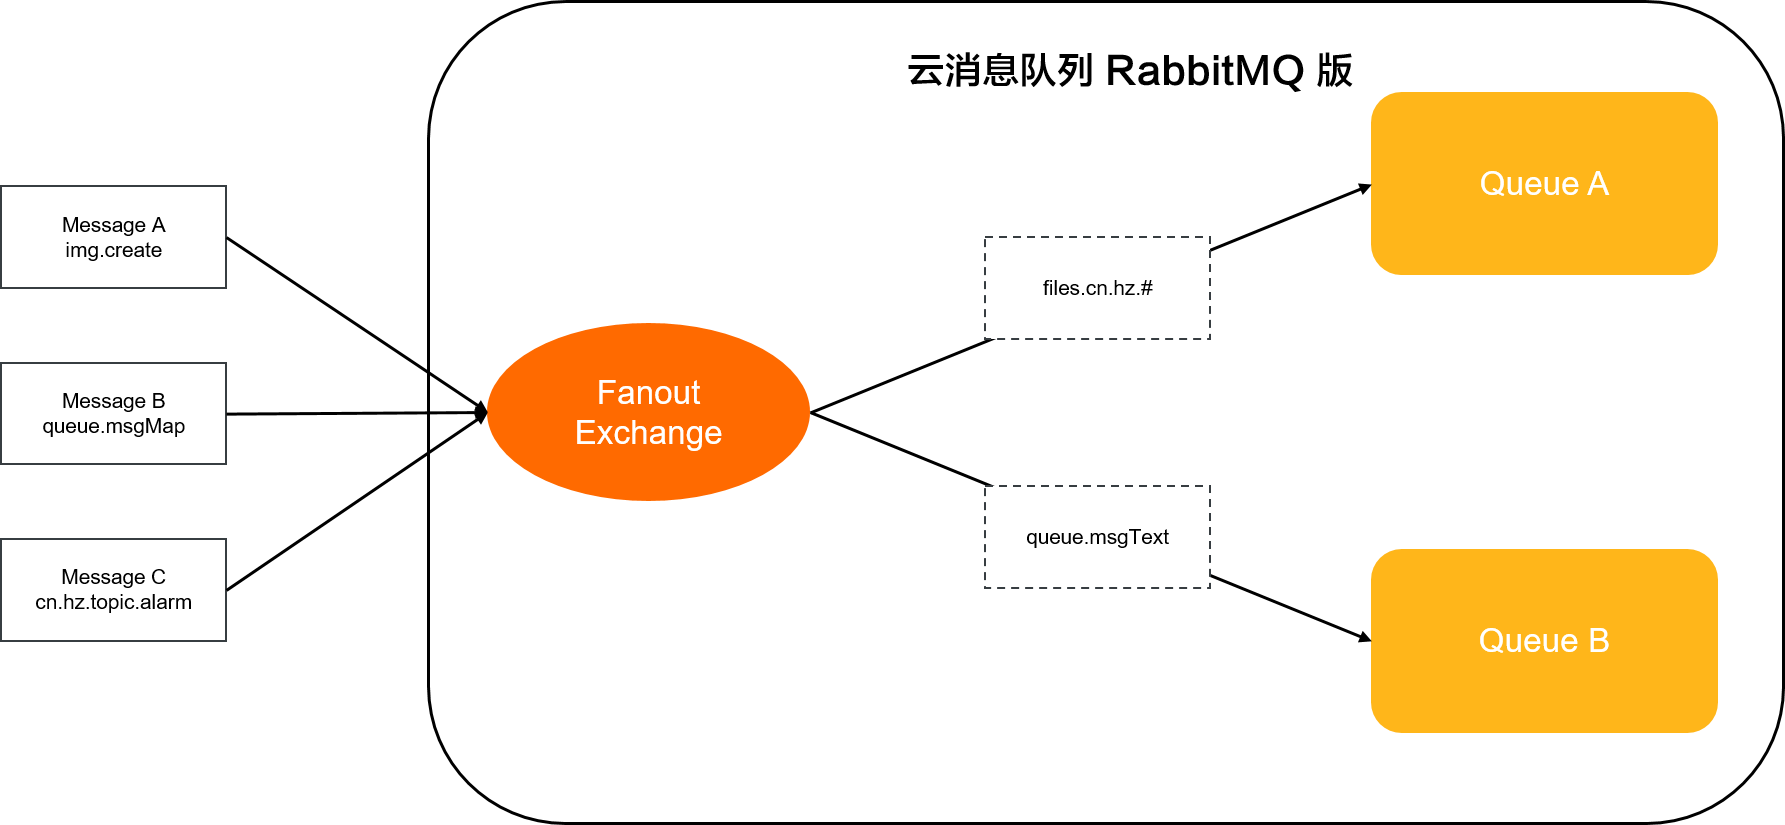 云消息队列 RabbitMQ 版
Message A
img.create
Message B
queue.msgMap
Message C
cn.hz.topic.alarm
Fanout
Exchange
files.cn.hz.#
queue.msgText
Queue A
Queue B